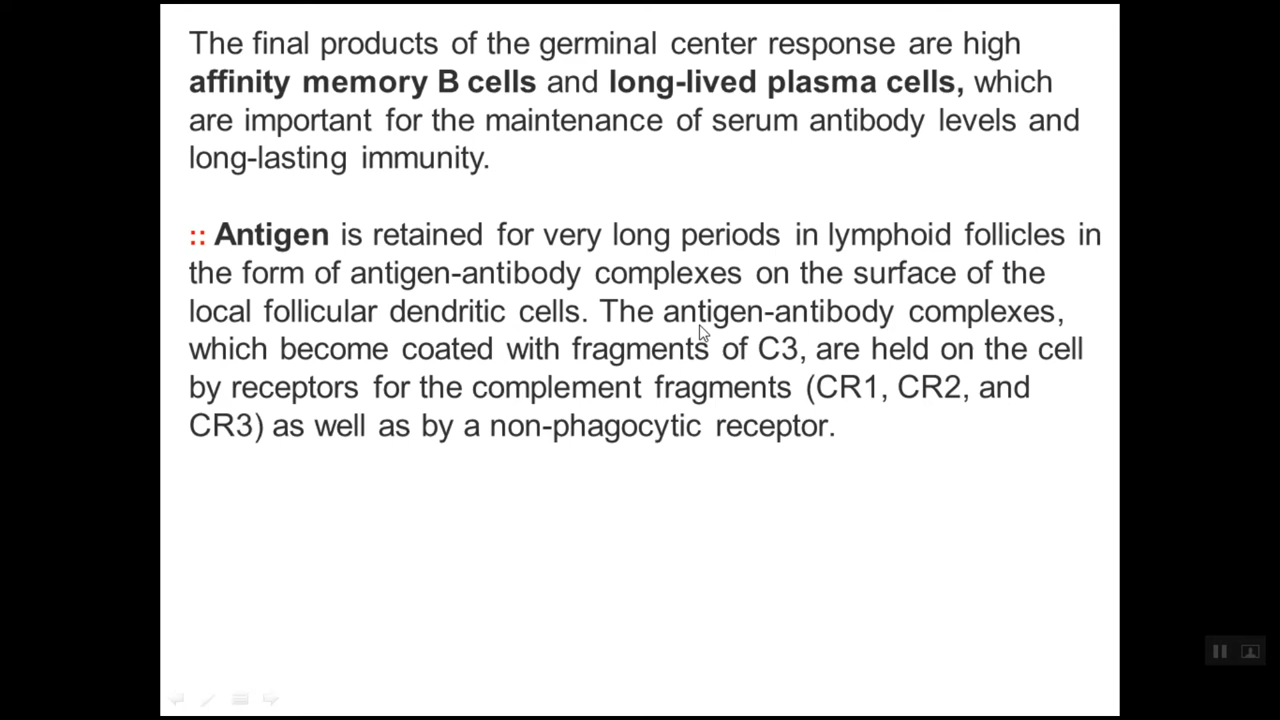 The final products of the germinal center response are high
affinity memory B cells and long-lived plasma cells, which
are important for the maintenance of serum antibody levels and
long-lasting immunity.
:: Antigen is retained for very long periods in lymphoid follicles in
the form of antigen-antibody complexes on the surface of the
local follicular dendritic cells. The antigen-antibody complexes,
which become coated with fragments of C3, are held on the cell
by receptors for the complement fragments (CR1, CR2, and
CR3) as well as by a non-phagocytic receptor.